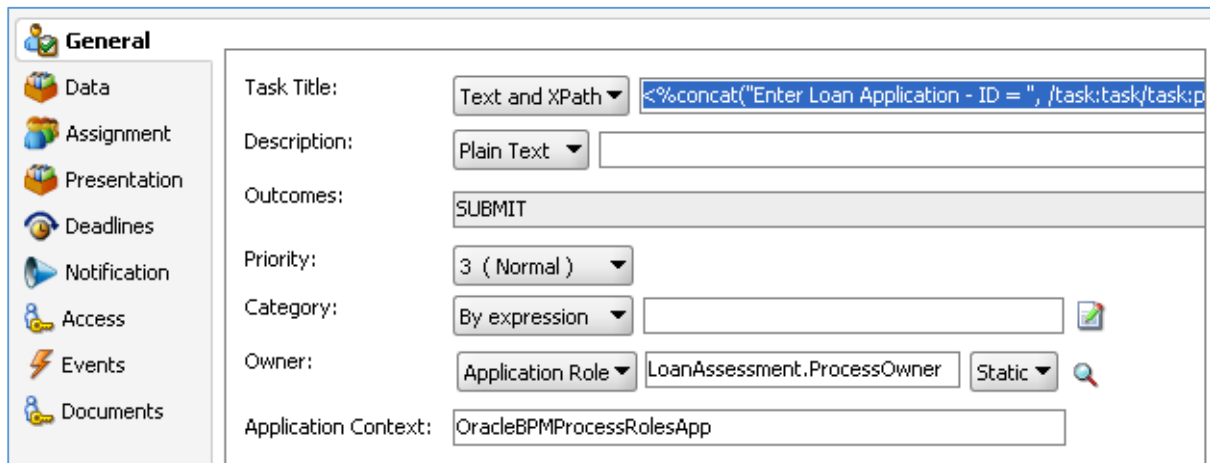 General
Data
Assignment
Presentation
Deadlines
Notification
Access
Events
Documents
Task Title: Text and XPath <%concat("Enter Loan Application - ID = ", /task:task/task:p
Description: Plain Text
Outcomes: SUBMIT
Priority: 3 ( Normal )
Category: By expression
Owner: Application Role LoanAssessment.ProcessOwner Static
Application Context: OracleBPMProcessRolesApp